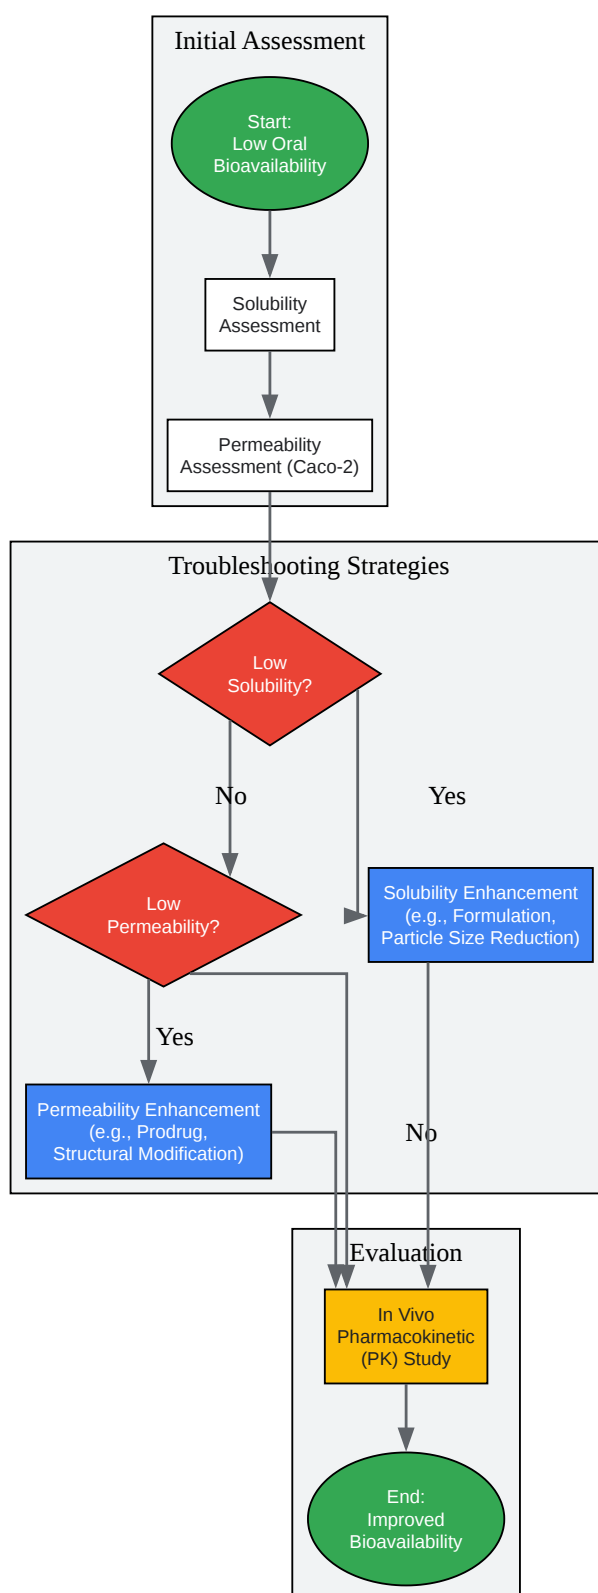 Initial Assessment
Start:
Low Oral
Bioavailability
Solubility
Assessment
Permeability
Assessment (Caco-2)
Troubleshooting Strategies
Low
Solubility?
No
Yes
Low
Permeability?
Solubility Enhancement
(e.g., Formulation,
Particle Size Reduction)
Yes
Permeability Enhancement
(e.g., Prodrug,
Structural Modification)
No
Evaluation
In Vivo
Pharmacokinetic
(PK) Study
End:
Improved
Bioavailability